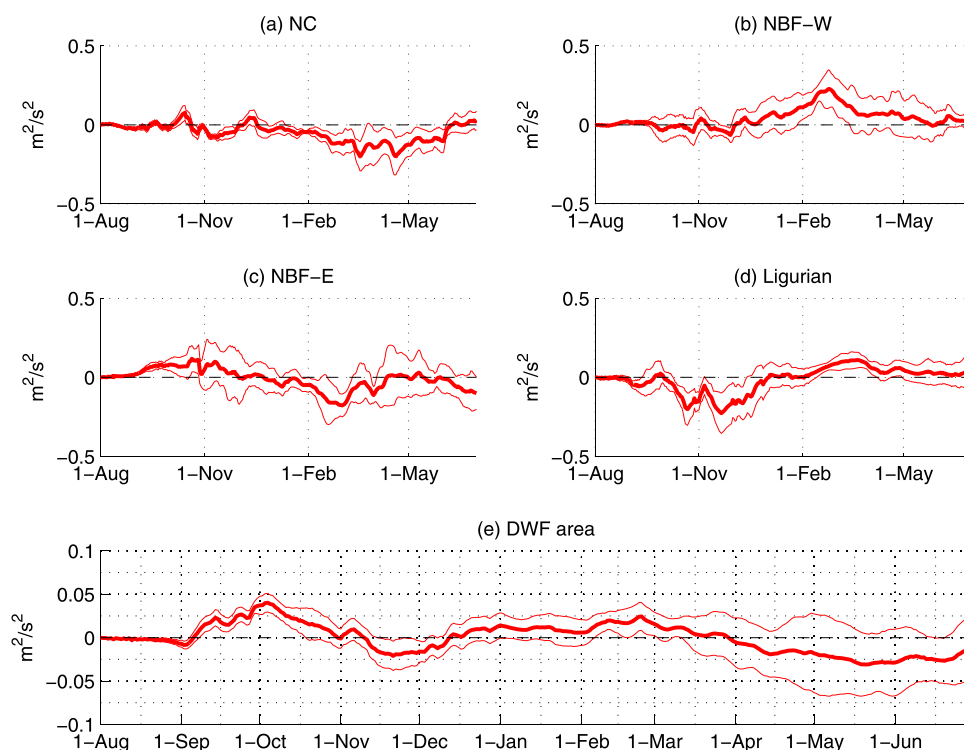 (a) NC
(b) NBF−W
0.5
0
−0.5
m²/s²
1−Aug 1−Nov 1−Feb 1−May
0.5
0
−0.5
m²/s²
1−Aug 1−Nov 1−Feb 1−May
(c) NBF−E
(d) Ligurian
0.5
0
−0.5
m²/s²
1−Aug 1−Nov 1−Feb 1−May
0.5
0
−0.5
m²/s²
1−Aug 1−Nov 1−Feb 1−May
(e) DWF area
0.1
0.05
0
−0.05
−0.1
m²/s²
1−Aug 1−Sep 1−Oct 1−Nov 1−Dec 1−Jan 1−Feb 1−Mar 1−Apr 1−May 1−Jun